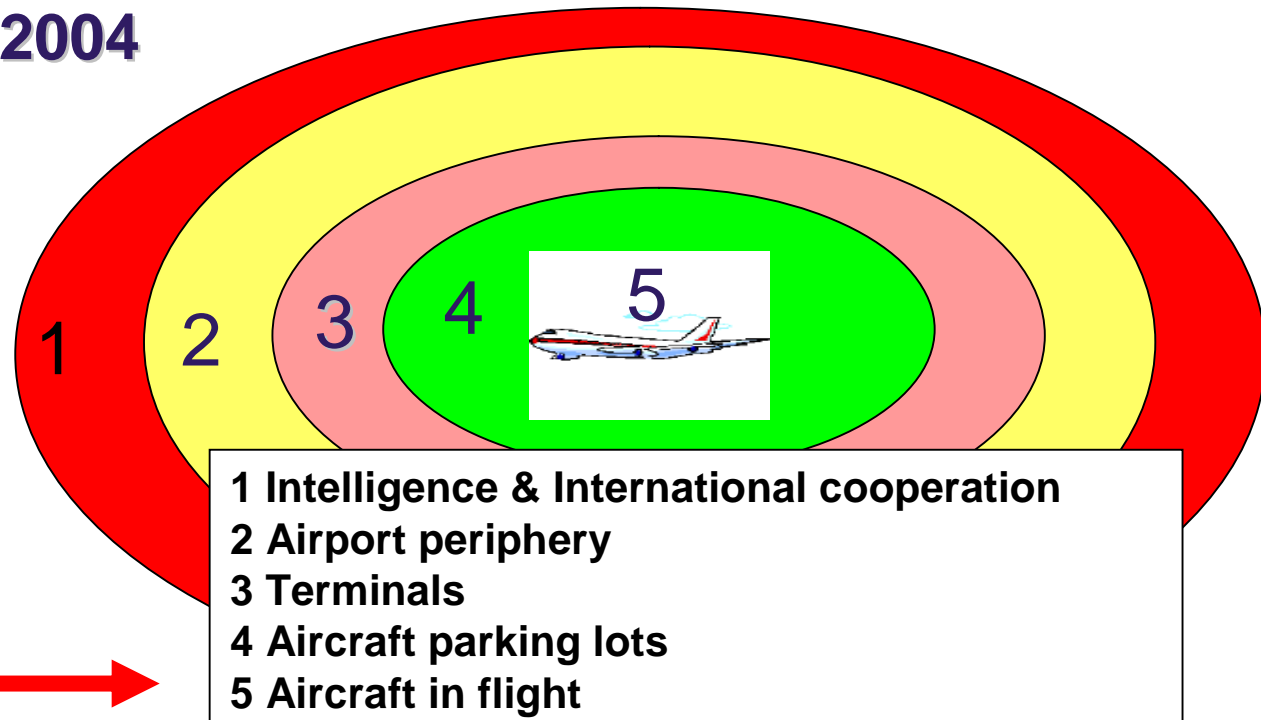 2004
1 2 3 4 5
1 Intelligence & International cooperation
2 Airport periphery
3 Terminals
4 Aircraft parking lots
5 Aircraft in flight